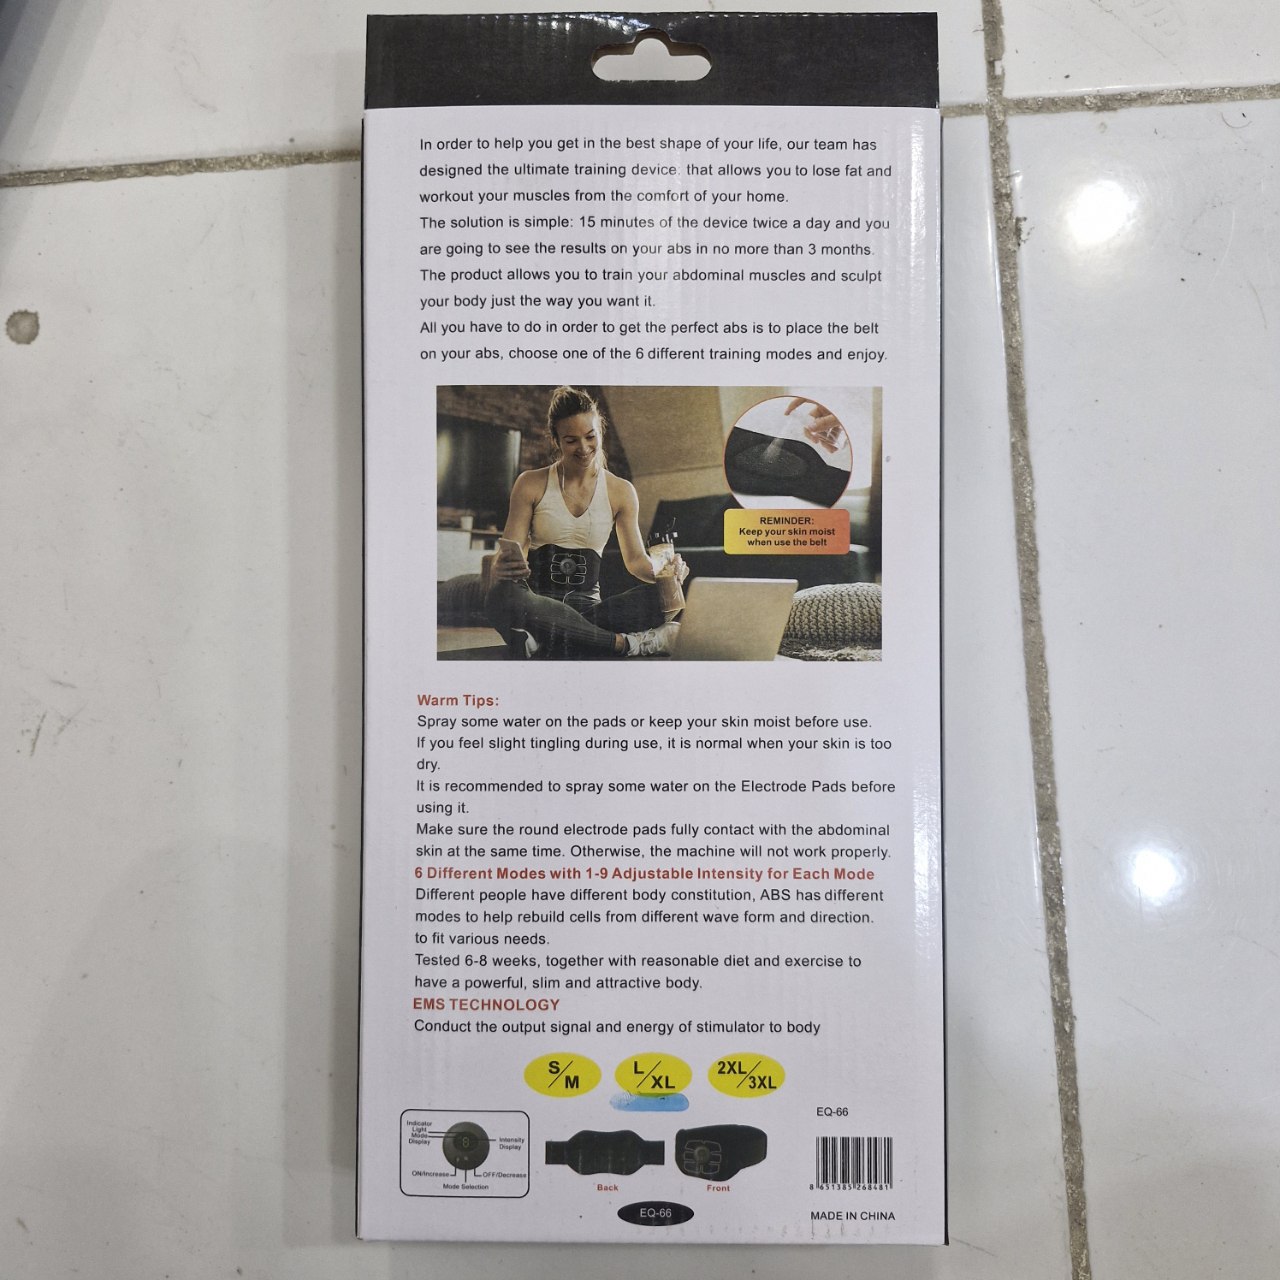 In order to help you get in the best shape of your life, our team has
designed the ultimate training device: that allows you to lose fat and
workout your muscles from the comfort of your home.
The solution is simple: 15 minutes of the device twice a day and you
are going to see the results on your abs in no more than 3 months.
The product allows you to train your abdominal muscles and sculpt
your body just the way you want it.
All you have to do in order to get the perfect abs is to place the belt
on your abs, choose one of the 6 different training modes and enjoy.
REMINDER:
Keep your skin moist
when use the belt
Warm Tips:
Spray some water on the pads or keep your skin moist before use.
If you feel slight tingling during use, it is normal when your skin is too
dry.
It is recommended to spray some water on the Electrode Pads before
using it.
Make sure the round electrode pads fully contact with the abdominal
skin at the same time. Otherwise, the machine will not work properly.
6 Different Modes with 1-9 Adjustable Intensity for Each Mode
Different people have different body constitution, ABS has different
modes to help rebuild cells from different wave form and direction.
to fit various needs.
Tested 6-8 weeks, together with reasonable diet and exercise to
have a powerful, slim and attractive body.
EMS TECHNOLOGY
Conduct the output signal and energy of stimulator to body
S/M
L/XL
2XL/3XL
EQ-66
Indicator
Light
Mode
Display
Intensity
Display
ON/Increase
OFF/Decrease
Mode Selection
Back
Front
8 651385 268481
EQ-66
MADE IN CHINA